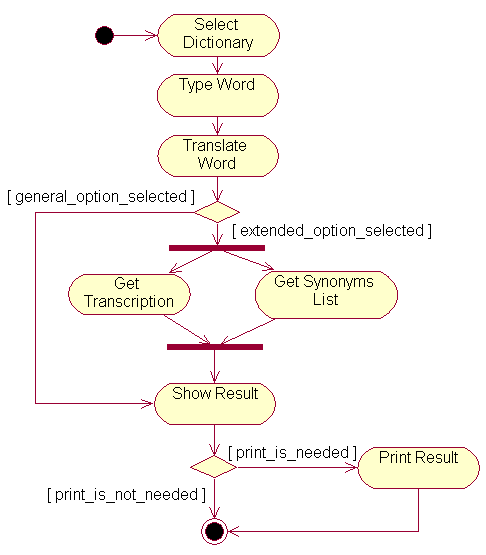 Select
Dictionary
Type Word
Translate
Word
[ general_option_selected ]
[ extended_option_selected ]
Get
Transcription
Get Synonyms
List
Show Result
[ print_is_needed ]
Print Result
[ print_is_not_needed ]